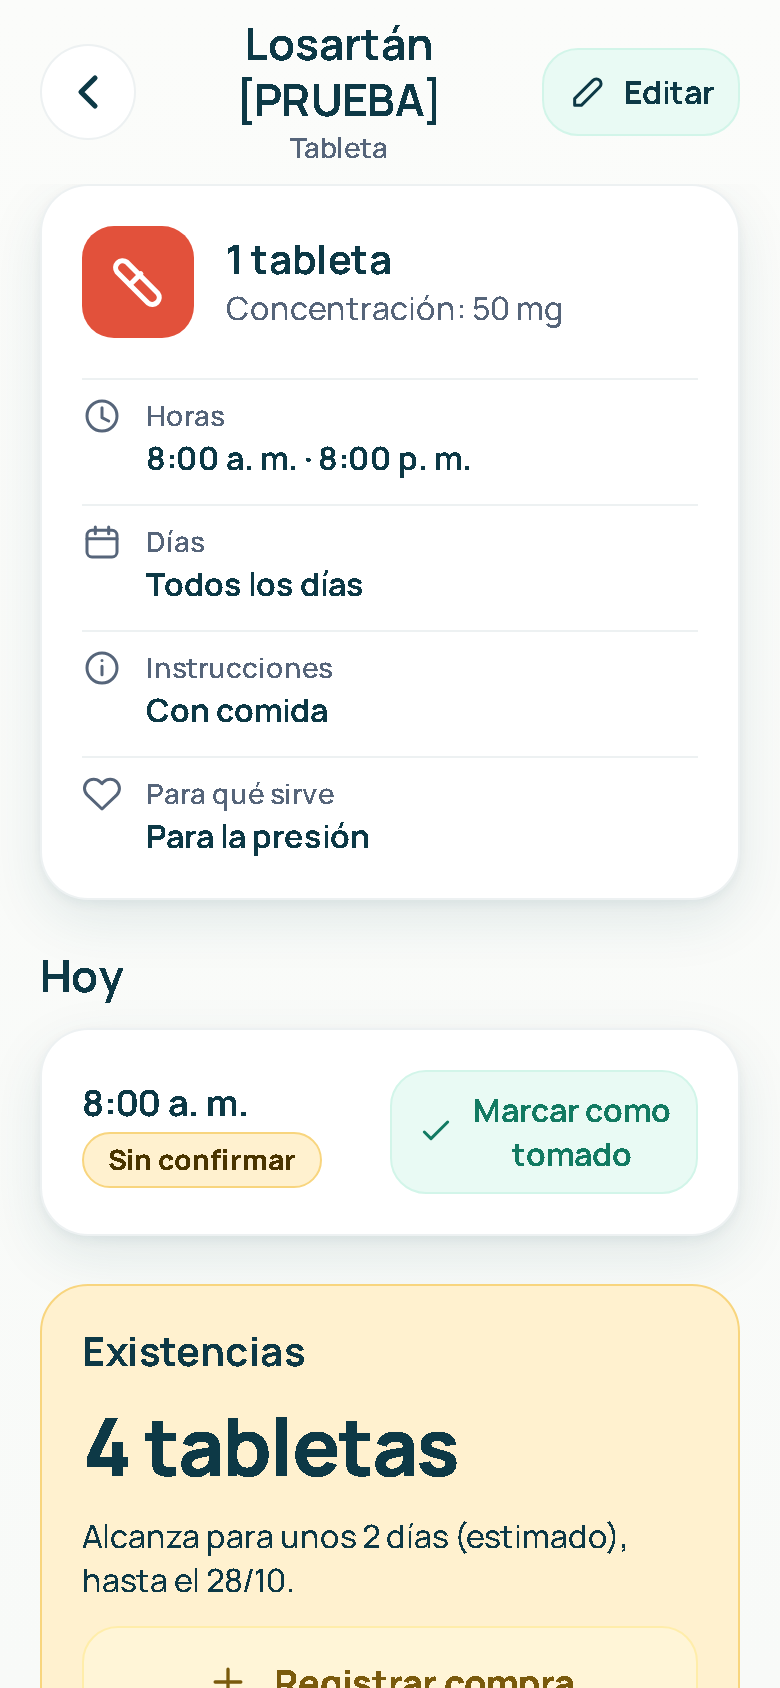 Losartán
[PRUEBA]
Tableta
Editar
1 tableta
Concentración: 50 mg
Horas
8:00 a. m. · 8:00 p. m.
Días
Todos los días
Instrucciones
Con comida
Para qué sirve
Para la presión
Hoy
8:00 a. m.
Sin confirmar
Marcar como
tomado
Existencias
4 tabletas
Alcanza para unos 2 días (estimado),
hasta el 28/10.
Registrar compra